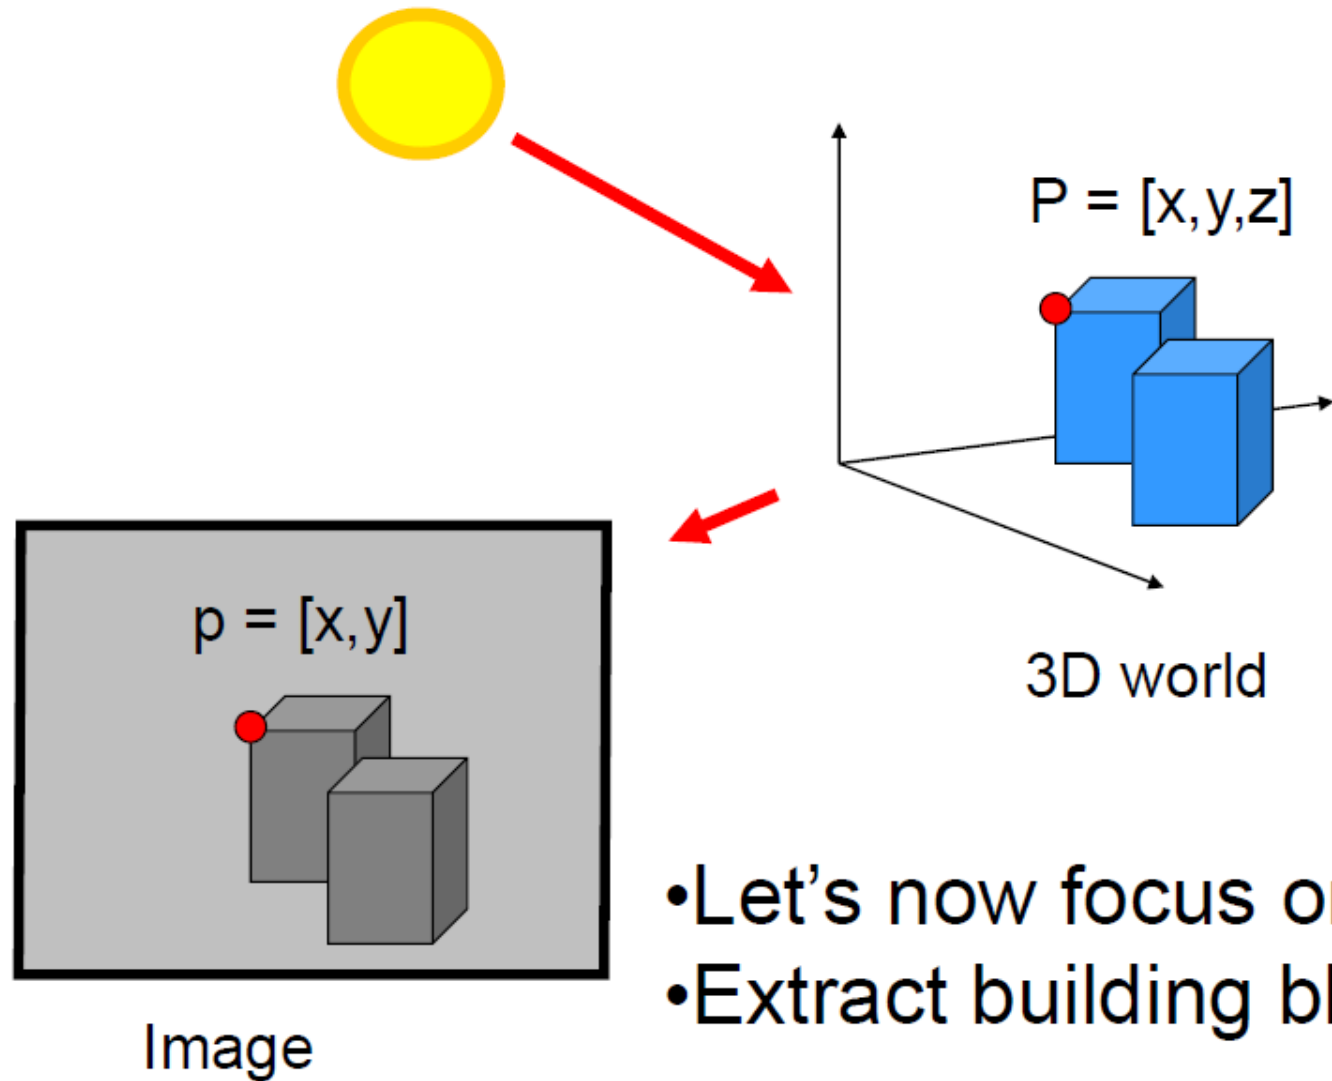 P = [x,y,z]
p = [x,y]
3D world
•Let's now focus
•Extract building
Image